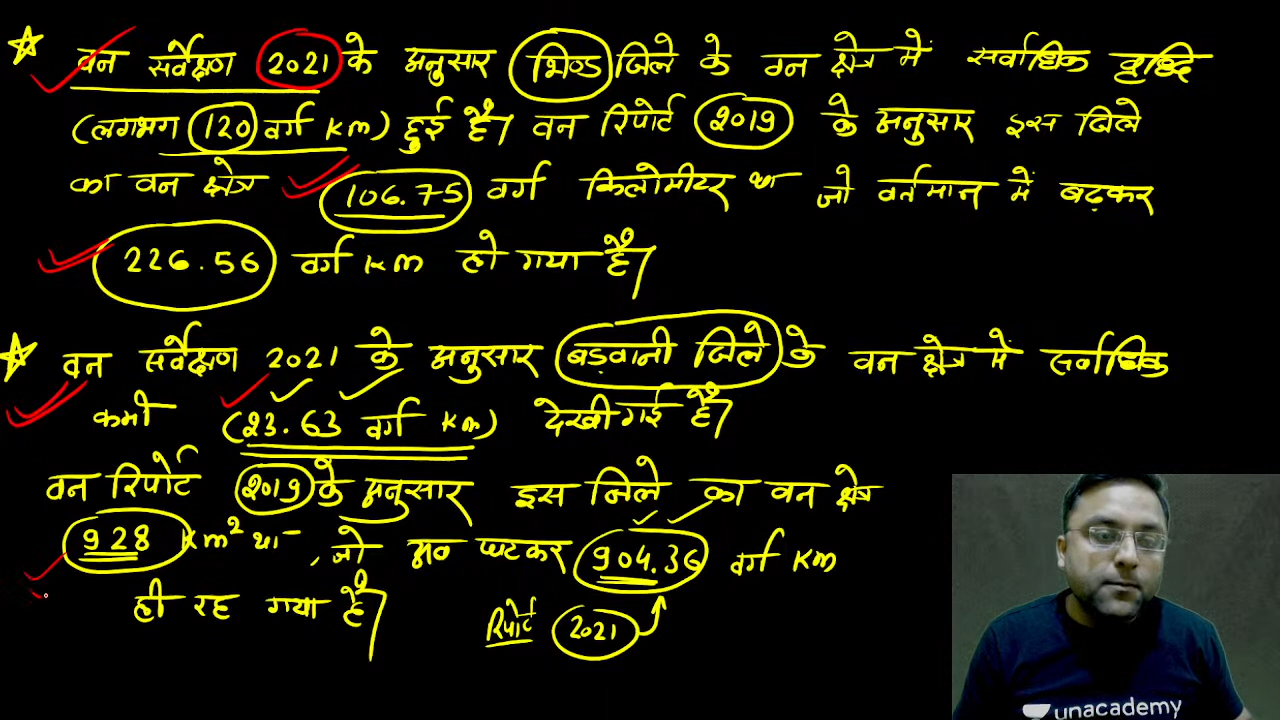 वन सर्वेक्षण 2021 के अनुसार भिण्ड जिले के वन क्षेत्र में सर्वाधिक वृद्धि
(लगभग 120 वर्ग km) हुई है। वन रिपोर्ट 2019 के अनुसार इस जिले
का वन क्षेत्र 106.75 वर्ग किलोमीटर था जो वर्तमान में बढ़कर
226.56 वर्ग km हो गया है।
वन सर्वेक्षण 2021 के अनुसार बड़वानी जिले के वन क्षेत्र में सर्वाधिक
कमी (23.63 वर्ग km) देखी गई है।
वन रिपोर्ट 2019 के अनुसार इस जिले का वन क्षेत्र
928 km² था, जो अब घटकर 904.36 वर्ग km
ही रह गया है।
रिपोर्ट 2021
unacademy